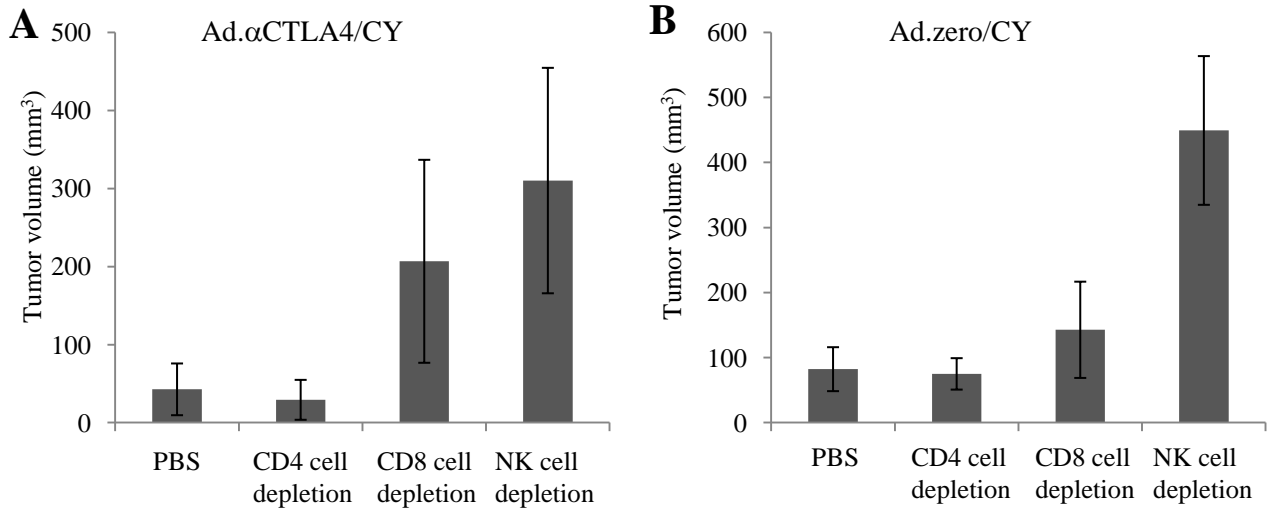 A
Ad.αCTLA4/CY
Tumor volume (mm³)
500
400
300
200
100
0
PBS
CD4 cell
depletion
CD8 cell
depletion
NK cell
depletion
B
Ad.zero/CY
Tumor volume (mm³)
600
500
400
300
200
100
0
PBS
CD4 cell
depletion
CD8 cell
depletion
NK cell
depletion